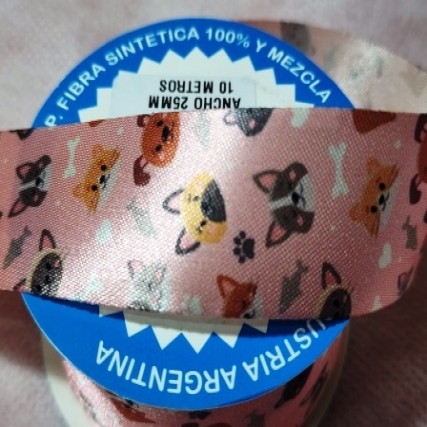 P. FIBRA SINTETICA 100% Y MEZCLA
ANCHO 25MM
10 METROS
USTRIA ARGENTINA